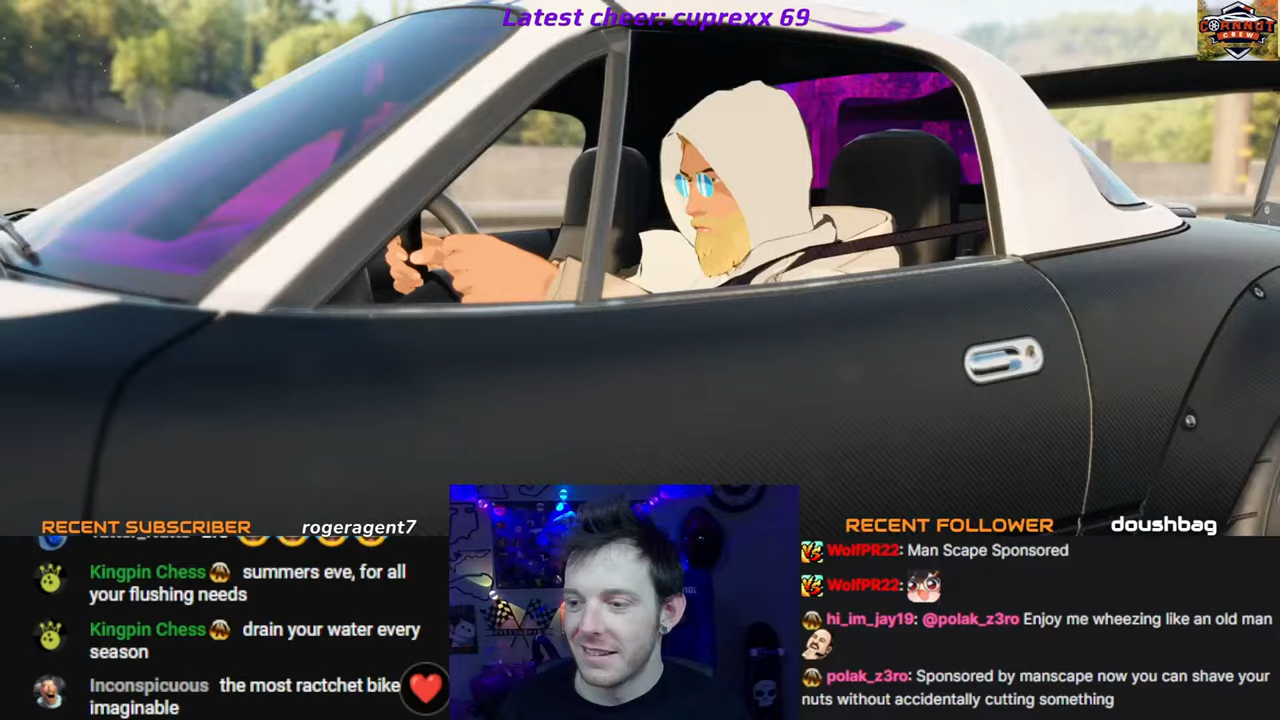 Latest cheer: cuprexx 69
CORNNUT
CREW
RECENT SUBSCRIBER rogeragent7
Kingpin Chess summers eve, for all
your flushing needs
Kingpin Chess drain your water every
season
Inconspicuous the most ractchet bike
imaginable
RECENT FOLLOWER doushbag
WolfPR22: Man Scape Sponsored
WolfPR22:
hi_im_jay19: @polak_z3ro Enjoy me wheezing like an old man
polak_z3ro: Sponsored by manscape now you can shave your
nuts without accidentally cutting something